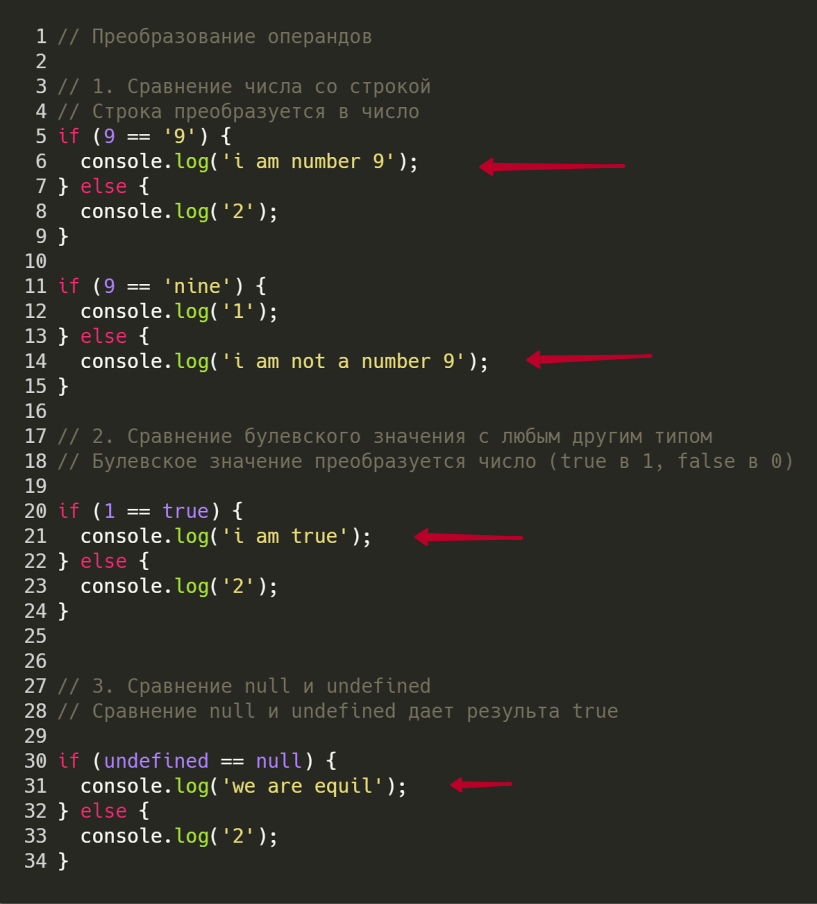 1 // Преобразование операндов
2
3 // 1. Сравнение числа со строкой
4 // Строка преобразуется в число
5 if (9 == '9') {
6   console.log('i am number 9');
7 } else {
8   console.log('2');
9 }
10
11 if (9 == 'nine') {
12   console.log('1');
13 } else {
14   console.log('i am not a number 9');
15 }
16
17 // 2. Сравнение булевского значения с любым другим типом
18 // Булевское значение преобразуется число (true в 1, false в 0)
19
20 if (1 == true) {
21   console.log('i am true');
22 } else {
23   console.log('2');
24 }
25
26
27 // 3. Сравнение null и undefined
28 // Сравнение null и undefined дает результа true
29
30 if (undefined == null) {
31   console.log('we are equil');
32 } else {
33   console.log('2');
34 }